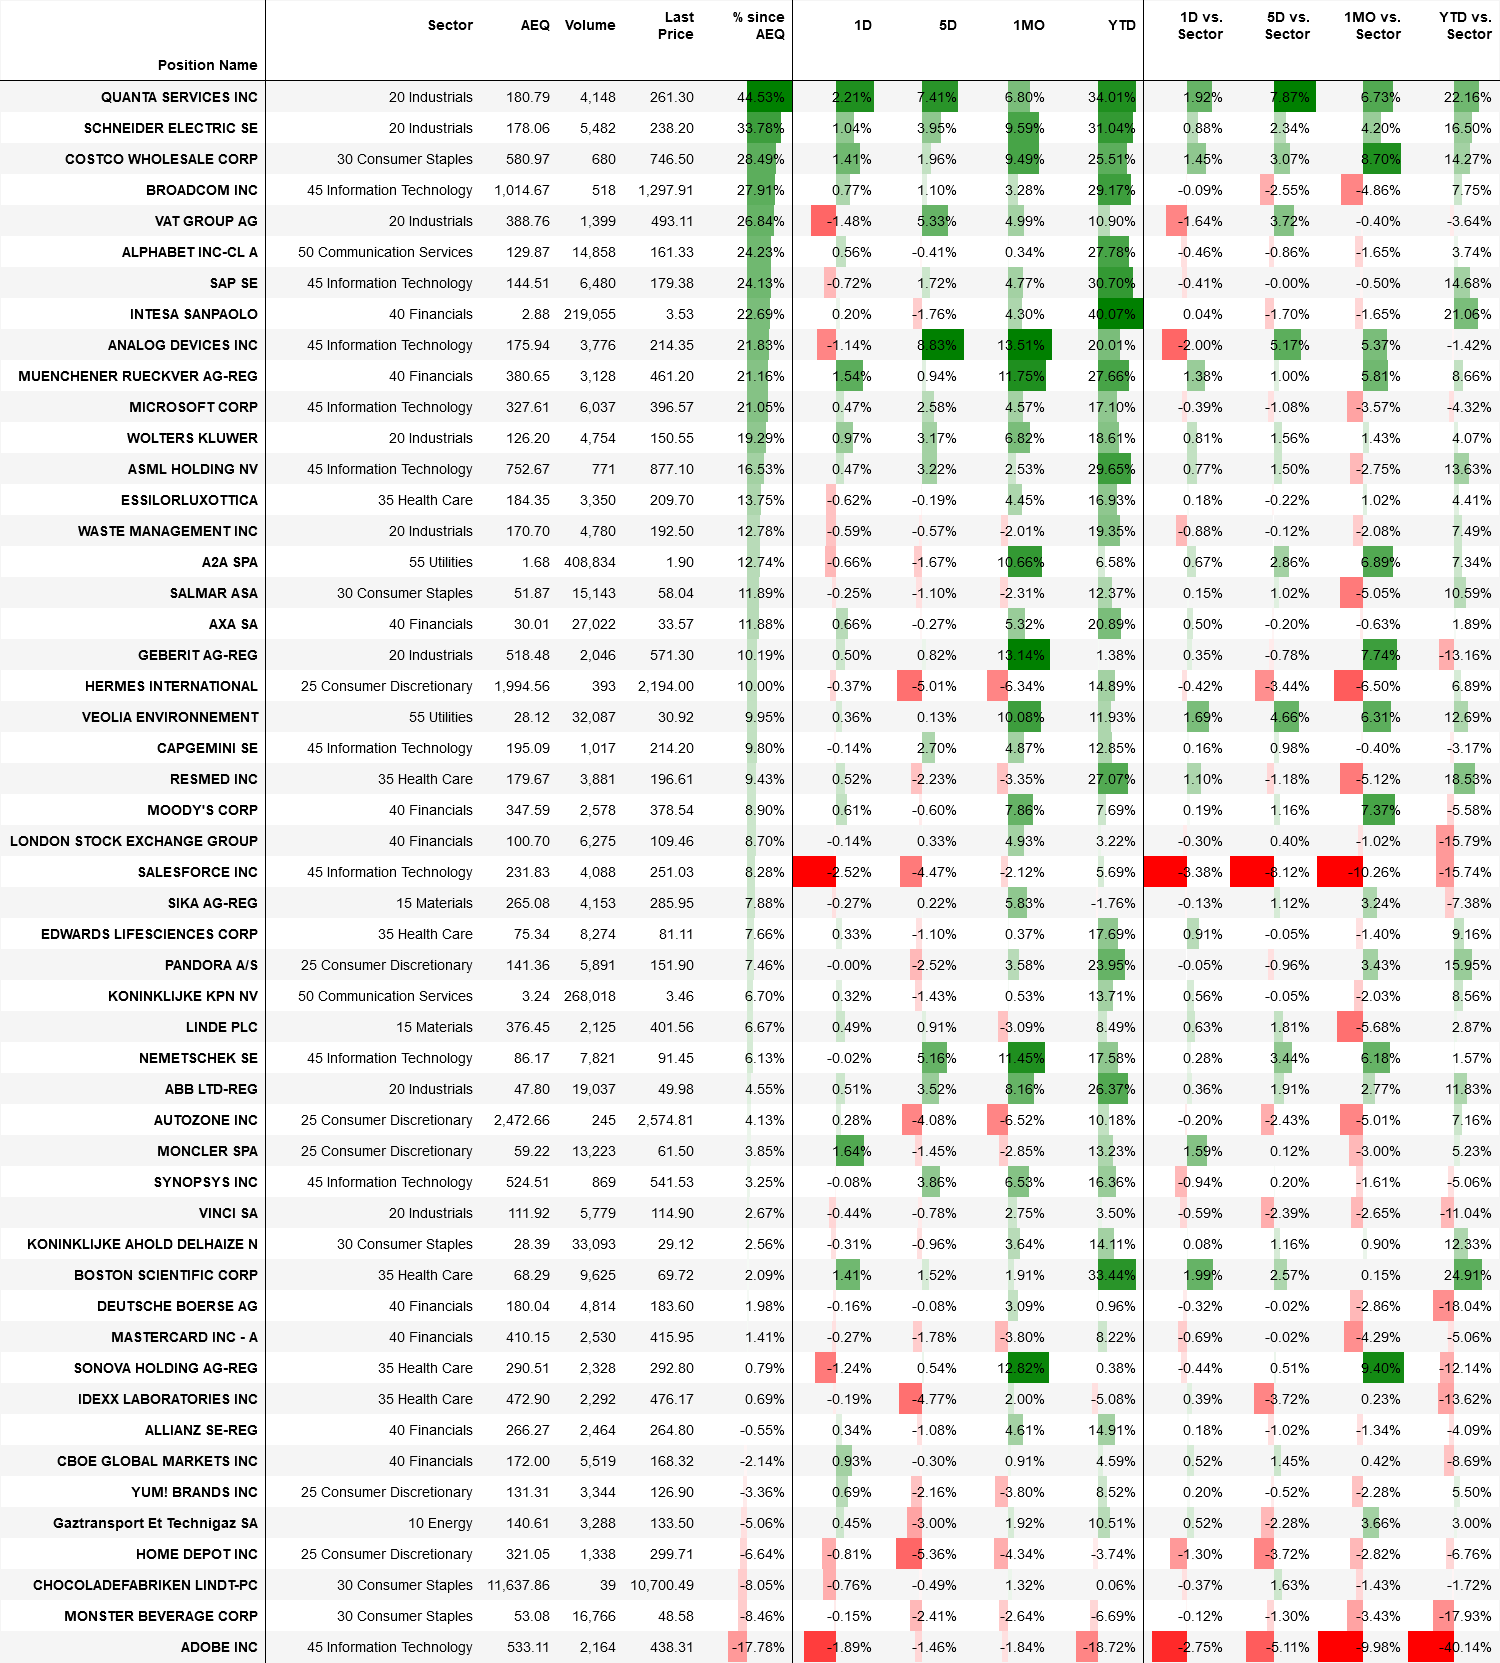 Position Name Sector AEQ Volume Last Price % since AEQ 1D 5D 1MO YTD 1D vs. Sector 5D vs. Sector 1MO vs. Sector YTD vs. Sector
QUANTA SERVICES INC 20 Industrials 180.79 4,148 261.30 44.53% 2.21% 7.41% 6.80% 34.01% 1.92% 7.87% 6.73% 22.16%
SCHNEIDER ELECTRIC SE 20 Industrials 178.06 5,482 238.20 33.78% 1.04% 3.95% 9.59% 31.04% 0.88% 2.34% 4.20% 16.50%
COSTCO WHOLESALE CORP 30 Consumer Staples 580.97 680 746.50 28.49% 1.41% 1.96% 9.49% 25.51% 1.45% 3.07% 8.70% 14.27%
BROADCOM INC 45 Information Technology 1,014.67 518 1,297.91 27.91% 0.77% 1.10% 3.28% 29.17% -0.09% -2.55% -4.86% 7.75%
VAT GROUP AG 20 Industrials 388.76 1,399 493.11 26.84% -1.48% 5.33% 4.99% 10.90% -1.64% 3.72% -0.40% -3.64%
ALPHABET INC-CL A 50 Communication Services 129.87 14,858 161.33 24.23% 0.56% -0.41% 0.34% 27.78% -0.46% -0.86% -1.65% 3.74%
SAP SE 45 Information Technology 144.51 6,480 179.38 24.13% -0.72% 1.72% 4.77% 30.70% -0.41% -0.00% -0.50% 14.68%
INTESA SANPAOLO 40 Financials 2.88 219,055 3.53 22.69% 0.20% -1.76% 4.30% 40.07% 0.04% -1.70% -1.65% 21.06%
ANALOG DEVICES INC 45 Information Technology 175.94 3,776 214.35 21.83% -1.14% 8.83% 13.51% 20.01% -2.00% 5.17% 5.37% -1.42%
MUENCHENER RUECKVER AG-REG 40 Financials 380.65 3,128 461.20 21.16% 1.54% 0.94% 11.75% 27.66% 1.38% 1.00% 5.81% 8.66%
MICROSOFT CORP 45 Information Technology 327.61 6,037 396.57 21.05% 0.47% 2.58% 4.57% 17.10% -0.39% -1.08% -3.57% -4.32%
WOLTERS KLUWER 20 Industrials 126.20 4,754 150.55 19.29% 0.97% 3.17% 6.82% 18.61% 0.81% 1.56% 1.43% 4.07%
ASML HOLDING NV 45 Information Technology 752.67 771 877.10 16.53% 0.47% 3.22% 2.53% 29.65% 0.77% 1.50% -2.75% 13.63%
ESSILORLUXOTTICA 35 Health Care 184.35 3,350 209.70 13.75% -0.62% -0.19% 4.45% 16.93% 0.18% -0.22% 1.02% 4.41%
WASTE MANAGEMENT INC 20 Industrials 170.70 4,780 192.50 12.78% -0.59% -0.57% -2.01% 19.35% -0.88% -0.12% -2.08% 7.49%
A2A SPA 55 Utilities 1.68 408,834 1.90 12.74% -0.66% -1.67% 10.66% 6.58% 0.67% 2.86% 6.89% 7.34%
SALMAR ASA 30 Consumer Staples 51.87 15,143 58.04 11.89% -0.25% -1.10% -2.31% 12.37% 0.15% 1.02% -5.05% 10.59%
AXA SA 40 Financials 30.01 27,022 33.57 11.88% 0.66% -0.27% 5.32% 20.89% 0.50% -0.20% -0.63% 1.89%
GEBERIT AG-REG 20 Industrials 518.48 2,046 571.30 10.19% 0.50% 0.82% 13.14% 1.38% 0.35% -0.78% 7.74% -13.16%
HERMES INTERNATIONAL 25 Consumer Discretionary 1,994.56 393 2,194.00 10.00% -0.37% -5.01% -6.34% 14.89% -0.42% -3.44% -6.50% 6.89%
VEOLIA ENVIRONNEMENT 55 Utilities 28.12 32,087 30.92 9.95% 0.36% 0.13% 10.08% 11.93% 1.69% 4.66% 6.31% 12.69%
CAPGEMINI SE 45 Information Technology 195.09 1,017 214.20 9.80% -0.14% 2.70% 4.87% 12.85% 0.16% 0.98% -0.40% -3.17%
RESMED INC 35 Health Care 179.67 3,881 196.61 9.43% 0.52% -2.23% -3.35% 27.07% 1.10% -1.18% -5.12% 18.53%
MOODY'S CORP 40 Financials 347.59 2,578 378.54 8.90% 0.61% -0.60% 7.86% 7.69% 0.19% 1.16% 7.37% -5.58%
LONDON STOCK EXCHANGE GROUP 40 Financials 100.70 6,275 109.46 8.70% -0.14% 0.33% 4.93% 3.22% -0.30% 0.40% -1.02% -15.79%
SALESFORCE INC 45 Information Technology 231.83 4,088 251.03 8.28% -2.52% -4.47% -2.12% 5.69% -3.38% -8.12% -10.26% -15.74%
SIKA AG-REG 15 Materials 265.08 4,153 285.95 7.88% -0.27% 0.22% 5.83% -1.76% -0.13% 1.12% 3.24% -7.38%
EDWARDS LIFESCIENCES CORP 35 Health Care 75.34 8,274 81.11 7.66% 0.33% -1.10% 0.37% 17.69% 0.91% -0.05% -1.40% 9.16%
PANDORA A/S 25 Consumer Discretionary 141.36 5,891 151.90 7.46% -0.00% -2.52% 3.58% 23.95% -0.05% -0.96% 3.43% 15.95%
KONINKLIJKE KPN NV 50 Communication Services 3.24 268,018 3.46 6.70% 0.32% -1.43% 0.53% 13.71% 0.56% -0.05% -2.03% 8.56%
LINDE PLC 15 Materials 376.45 2,125 401.56 6.67% 0.49% 0.91% -3.09% 8.49% 0.63% 1.81% -5.68% 2.87%
NEMETSCHEK SE 45 Information Technology 86.17 7,821 91.45 6.13% -0.02% 5.16% 11.45% 17.58% 0.28% 3.44% 6.18% 1.57%
ABB LTD-REG 20 Industrials 47.80 19,037 49.98 4.55% 0.51% 3.52% 8.16% 26.37% 0.36% 1.91% 2.77% 11.83%
AUTOZONE INC 25 Consumer Discretionary 2,472.66 245 2,574.81 4.13% 0.28% -4.08% -6.52% 10.18% -0.20% -2.43% -5.01% 7.16%
MONCLER SPA 25 Consumer Discretionary 59.22 13,223 61.50 3.85% 1.64% -1.45% -2.85% 13.23% 1.59% 0.12% -3.00% 5.23%
SYNOPSYS INC 45 Information Technology 524.51 869 541.53 3.25% -0.08% 3.86% 6.53% 16.36% -0.94% 0.20% -1.61% -5.06%
VINCI SA 20 Industrials 111.92 5,779 114.90 2.67% -0.44% -0.78% 2.75% 3.50% -0.59% -2.39% -2.65% -11.04%
KONINKLIJKE AHOLD DELHAIZE N 30 Consumer Staples 28.39 33,093 29.12 2.56% -0.31% -0.96% 3.64% 14.11% 0.08% 1.16% 0.90% 12.33%
BOSTON SCIENTIFIC CORP 35 Health Care 68.29 9,625 69.72 2.09% 1.41% 1.52% 1.91% 33.44% 1.99% 2.57% 0.15% 24.91%
DEUTSCHE BOERSE AG 40 Financials 180.04 4,814 183.60 1.98% -0.16% -0.08% 3.09% 0.96% -0.32% -0.02% -2.86% -18.04%
MASTERCARD INC - A 40 Financials 410.15 2,530 415.95 1.41% -0.27% -1.78% -3.80% 8.22% -0.69% -0.02% -4.29% -5.06%
SONOVA HOLDING AG-REG 35 Health Care 290.51 2,328 292.80 0.79% -1.24% 0.54% 12.82% 0.38% -0.44% 0.51% 9.40% -12.14%
IDEXX LABORATORIES INC 35 Health Care 472.90 2,292 476.17 0.69% -0.19% -4.77% 2.00% -5.08% 0.39% -3.72% 0.23% -13.62%
ALLIANZ SE-REG 40 Financials 266.27 2,464 264.80 -0.55% 0.34% -1.08% 4.61% 14.91% 0.18% -1.02% -1.34% -4.09%
CBOE GLOBAL MARKETS INC 40 Financials 172.00 5,519 168.32 -2.14% 0.93% -0.30% 0.91% 4.59% 0.52% 1.45% 0.42% -8.69%
YUM! BRANDS INC 25 Consumer Discretionary 131.31 3,344 126.90 -3.36% 0.69% -2.16% -3.80% 8.52% 0.20% -0.52% -2.28% 5.50%
Gaztransport Et Technigaz SA 10 Energy 140.61 3,288 133.50 -5.06% 0.45% -3.00% 1.92% 10.51% 0.52% -2.28% 3.66% 3.00%
HOME DEPOT INC 25 Consumer Discretionary 321.05 1,338 299.71 -6.64% -0.81% -5.36% -4.34% -3.74% -1.30% -3.72% -2.82% -6.76%
CHOCOLADEFABRIKEN LINDT-PC 30 Consumer Staples 11,637.86 39 10,700.49 -8.05% -0.76% -0.49% 1.32% 0.06% -0.37% 1.63% -1.43% -1.72%
MONSTER BEVERAGE CORP 30 Consumer Staples 53.08 16,766 48.58 -8.46% -0.15% -2.41% -2.64% -6.69% -0.12% -1.30% -3.43% -17.93%
ADOBE INC 45 Information Technology 533.11 2,164 438.31 -17.78% -1.89% -1.46% -1.84% -18.72% -2.75% -5.11% -9.98% -40.14%